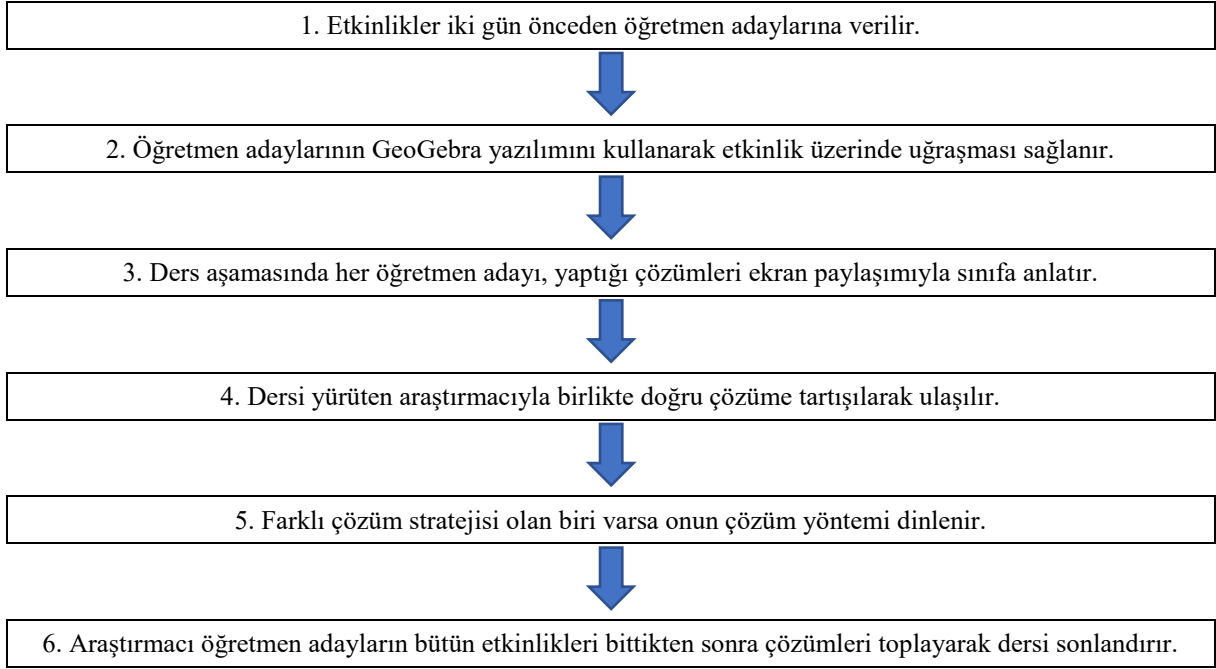 1. Etkinlikler iki gün önceden öğretmen adaylarına verilir.
2. Öğretmen adaylarının GeoGebra yazılımını kullanarak etkinlik üzerinde uğraşması sağlanır.
3. Ders aşamasında her öğretmen adayı, yaptığı çözümleri ekran paylaşımıyla sınıfa anlatır.
4. Dersi yürüten araştırmacıyla birlikte doğru çözüme tartışılarak ulaşılır.
5. Farklı çözüm stratejisi olan biri varsa onun çözüm yöntemi dinlenir.
6. Araştırmacı öğretmen adayların bütün etkinlikleri bittikten sonra çözümleri toplayarak dersi sonlandırır.